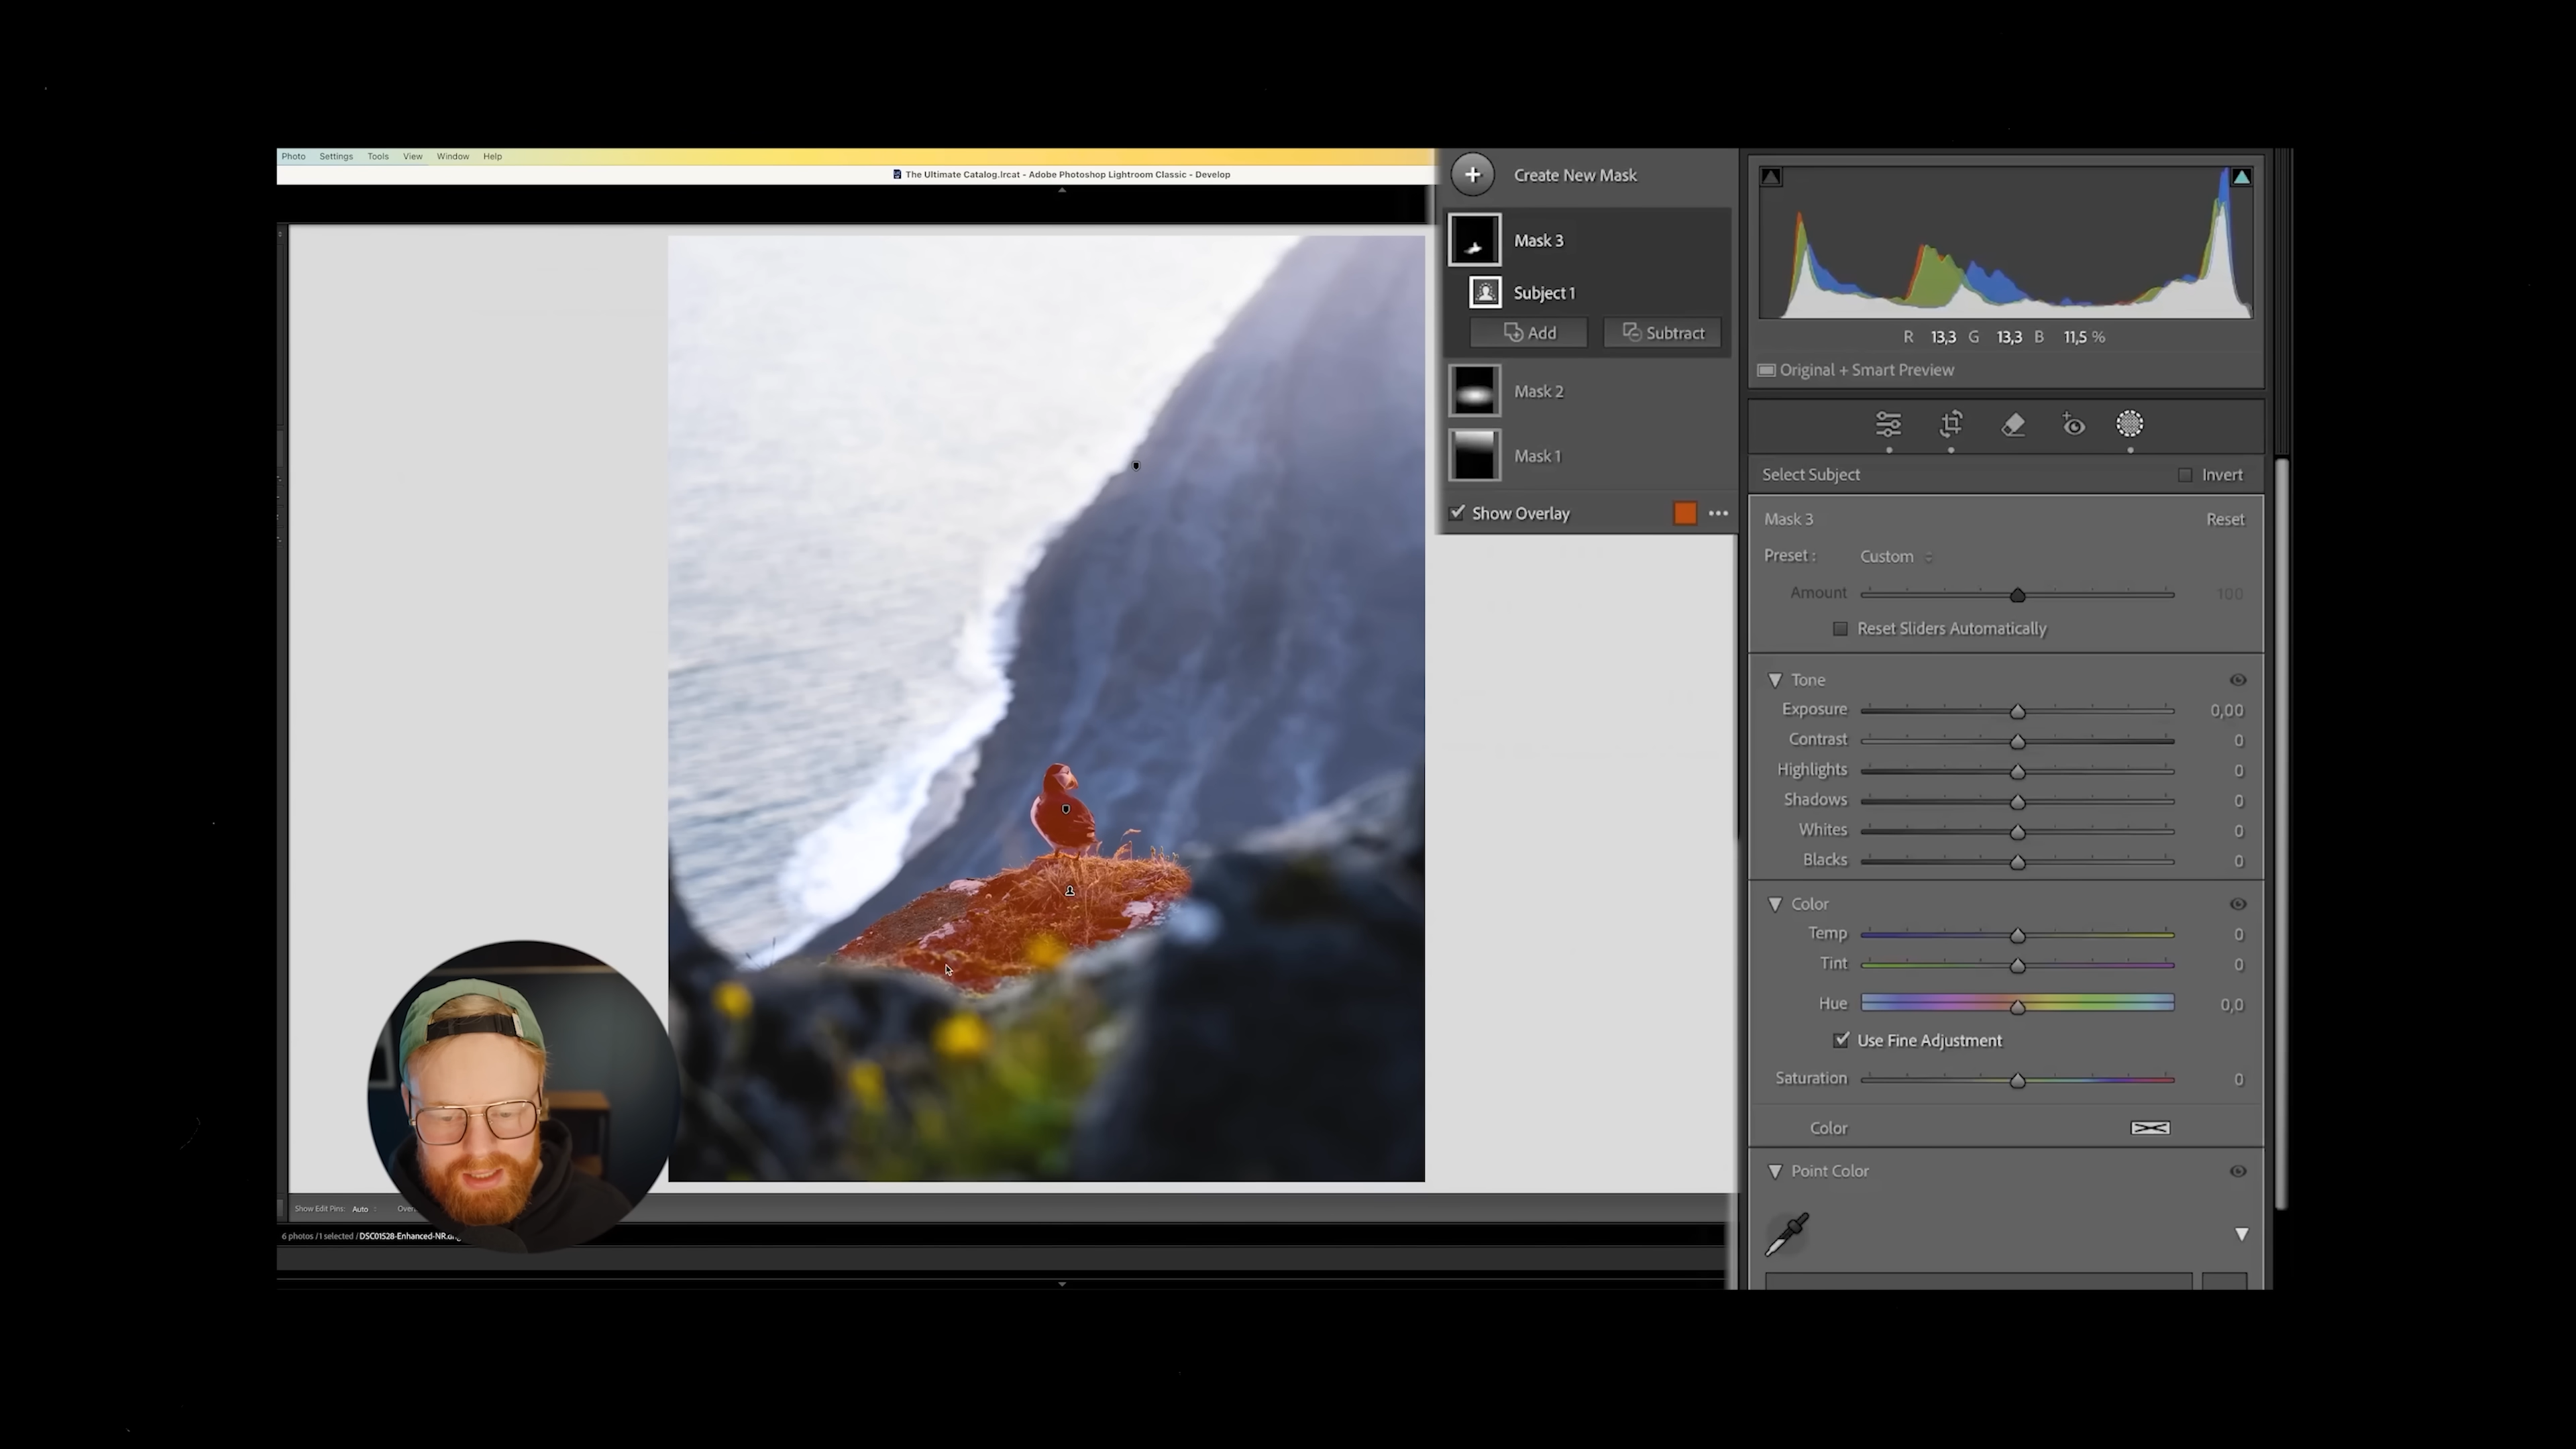 Photo Settings Tools View Window Help
The Ultimate Catalog.lrcat - Adobe Photoshop Lightroom Classic - Develop
Create New Mask
Mask 3
Subject 1
Add Subtract
Mask 2
Mask 1
Show Overlay
R 13,3 G 13,3 B 11,5 %
Original + Smart Preview
Select Subject Invert
Mask 3 Reset
Preset : Custom
Amount 100
Reset Sliders Automatically
Tone
Exposure 0,00
Contrast 0
Highlights 0
Shadows 0
Whites 0
Blacks 0
Color
Temp 0
Tint 0
Hue 0,0
Use Fine Adjustment
Saturation 0
Color
Point Color
Show Edit Pins: Auto
6 photos / 1 selected / DSC01528-Enhanced-NR